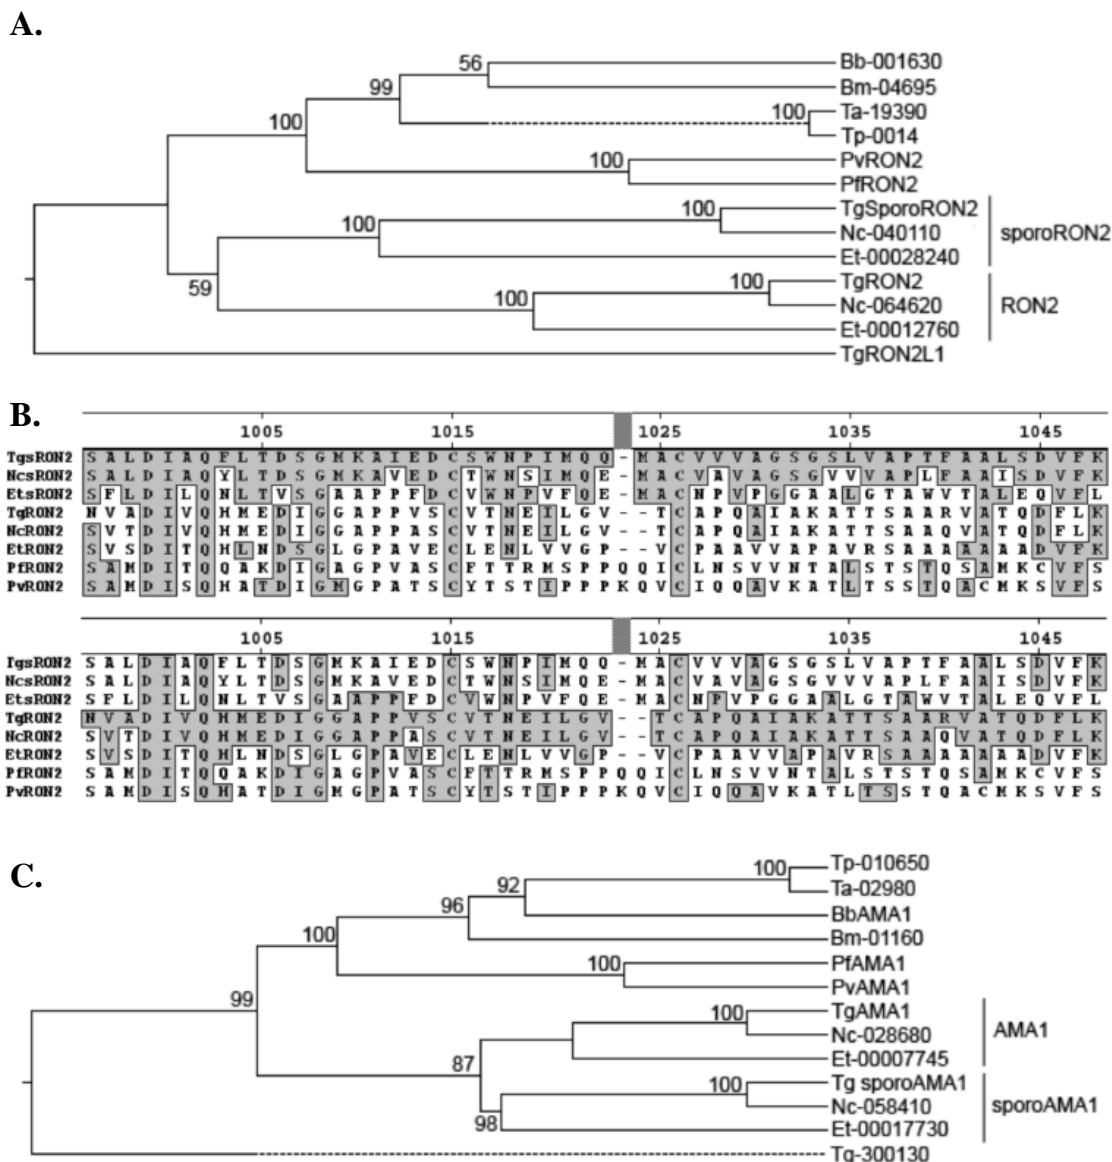 A.
56
Bb-001630
99
Bm-04695
100
Ta-19390
100
Tp-0014
100
PvRON2
PfRON2
100
TgSporoRON2
100
Nc-040110
sporoRON2
Et-00028240
59
100
TgRON2
100
Nc-064620
RON2
Et-00012760
TgRON2L1
B.
1005 1015 1025 1035 1045
TgsRON2 S A L D I A Q F L T D S G M K A I E D C S W N P I M Q Q - M A C V V V A G S G S L V A P T F A A L S D V F K
NcsRON2 S A L D I A Q Y L T D S G M K A V E D C T W N S I M Q E - M A C V A V A G S G V V V A P L F A A I S D V F K
EtsRON2 S F L D I L Q N L T V S G A A P P F D C V W N P V F Q E - M A C N P V P G G A A L G T A W V T A L E Q V F L
TgRON2 N V A D I V Q H M E D I G G A P P V S C V T N E I L G V - - T C A P Q A I A K A T T S A A R V A T Q D F L K
NcRON2 S V T D I V Q H M E D I G G A P P A S C V T N E I L G V - - T C A P Q A I A K A T T S A A Q V A T Q D F L K
EtRON2 S V S D I T Q H L N D S G L G P A V E C L E N L V V G P - - V C P A A V V A P A V R S A A A A A A A D V F K
PfRON2 S A M D I T Q Q A K D I G A G P V A S C F T T R M S P P Q Q I C L N S V V N T A L S T S T Q S A M K C V F S
PvRON2 S A M D I S Q H A T D I G M G P A T S C Y T S T I P P P K Q V C I Q Q A V K A T L T S S T Q A C M K S V F S
1005 1015 1025 1035 1045
TgsRON2 S A L D I A Q F L T D S G M K A I E D C S W N P I M Q Q - M A C V V V A G S G S L V A P T F A A L S D V F K
NcsRON2 S A L D I A Q Y L T D S G M K A V E D C T W N S I M Q E - M A C V A V A G S G V V V A P L F A A I S D V F K
EtsRON2 S F L D I L Q N L T V S G A A P P F D C V W N P V F Q E - M A C N P V P G G A A L G T A W V T A L E Q V F L
TgRON2 N V A D I V Q H M E D I G G A P P V S C V T N E I L G V - - T C A P Q A I A K A T T S A A R V A T Q D F L K
NcRON2 S V T D I V Q H M E D I G G A P P A S C V T N E I L G V - - T C A P Q A I A K A T T S A A Q V A T Q D F L K
EtRON2 S V S D I T Q H L N D S G L G P A V E C L E N L V V G P - - V C P A A V V A P A V R S A A A A A A A D V F K
PfRON2 S A M D I T Q Q A K D I G A G P V A S C F T T R M S P P Q Q I C L N S V V N T A L S T S T Q S A M K C V F S
PvRON2 S A M D I S Q H A T D I G M G P A T S C Y T S T I P P P K Q V C I Q Q A V K A T L T S S T Q A C M K S V F S
C.
100
Tp-010650
92
Ta-02980
96
BbAMA1
100
Bm-01160
100
PfAMA1
99
PvAMA1
100
TgAMA1
Nc-028680
AMA1
87
Et-00007745
100
Tg sporoAMA1
Nc-058410
sporoAMA1
98
Et-00017730
Tg-300130